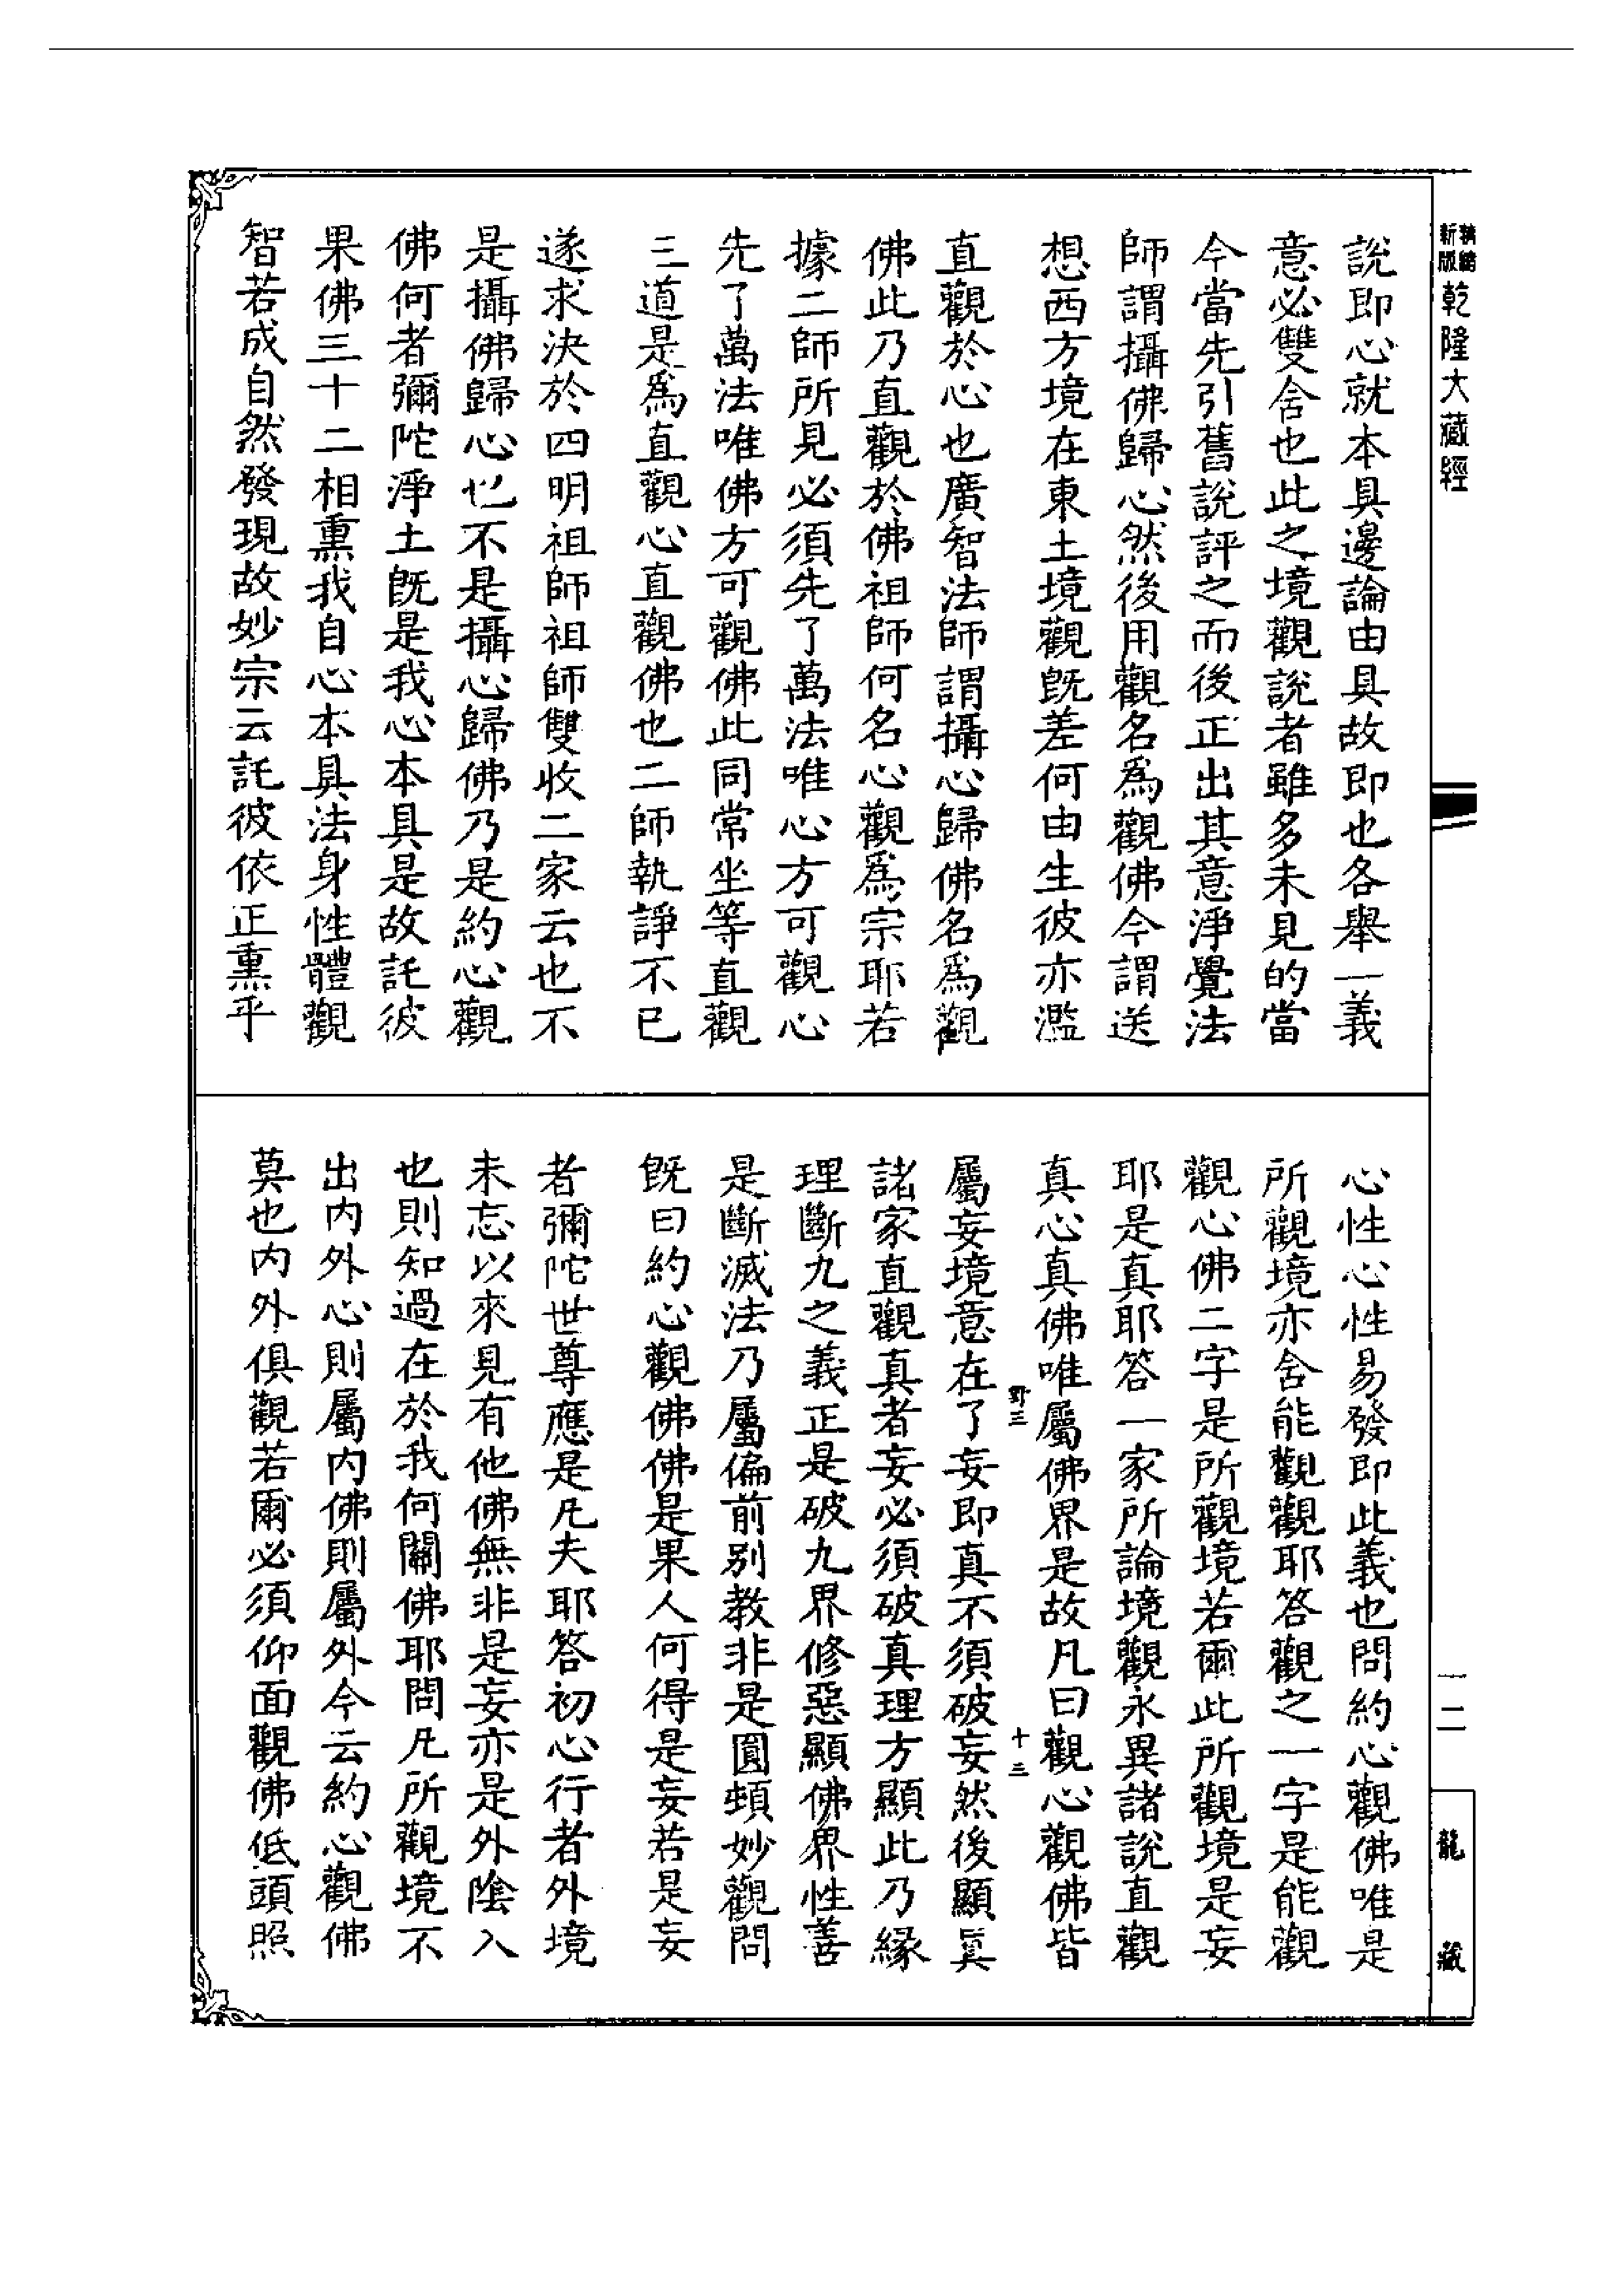 新版
乾隆大藏經
說即心就本具邊論由具故即也各舉一義
意必雙舍也此之境觀說者雖多未見的當
今當先引舊說評之而後正出其意淨覺法
師謂攝佛歸心然後用觀名爲觀佛今謂送
想西方境在東土境觀旣差何由生彼亦濫
直觀於心也廣智法師謂攝心歸佛名爲觀
佛此乃直觀於佛祖師何名心觀爲宗耶若
據二師所見必須先了萬法唯心方可觀心
先了萬法唯佛方可觀佛此同常坐等直觀
三道是爲直觀心直觀佛也二師執諍不已
遂求決於四明祖師祖師雙收二家云也不
是攝佛歸心也不是攝心歸佛乃是約心觀
佛何者彌陀淨土旣是我心本具是故託彼
果佛三十二相熏我自心本具法身性體觀
智若成自然發現故妙宗云託彼依正熏乎
心性心性易發即此義也問約心觀佛唯是
所觀境亦舍能觀觀耶答觀之一字是能觀
觀心佛二字是所觀境若爾此所觀境是妄
耶是真耶答一家所論境觀永異諸說直觀
真心真佛唯屬佛界是故凡曰觀心觀佛皆
屬妄境意在了妄即真不須破妄然後顯眞
諸家直觀真者妄必須破真理方顯此乃緣
理斷九之義正是破九界修惡顯佛界性善
是斷滅法乃屬偏前别教非是圓頓妙觀問
旣曰約心觀佛佛是果人何得是妄若是妄
者彌陀世尊應是凡夫耶答初心行者外境
未忘以來見有他佛無非是妄亦是外陰入
也則知過在於我何關佛耶問凡所觀境不
出内外心則屬内佛則屬外今云約心觀佛
莫也内外俱觀若爾必須仰面觀佛低頭照
野三
十三
一二
龍藏